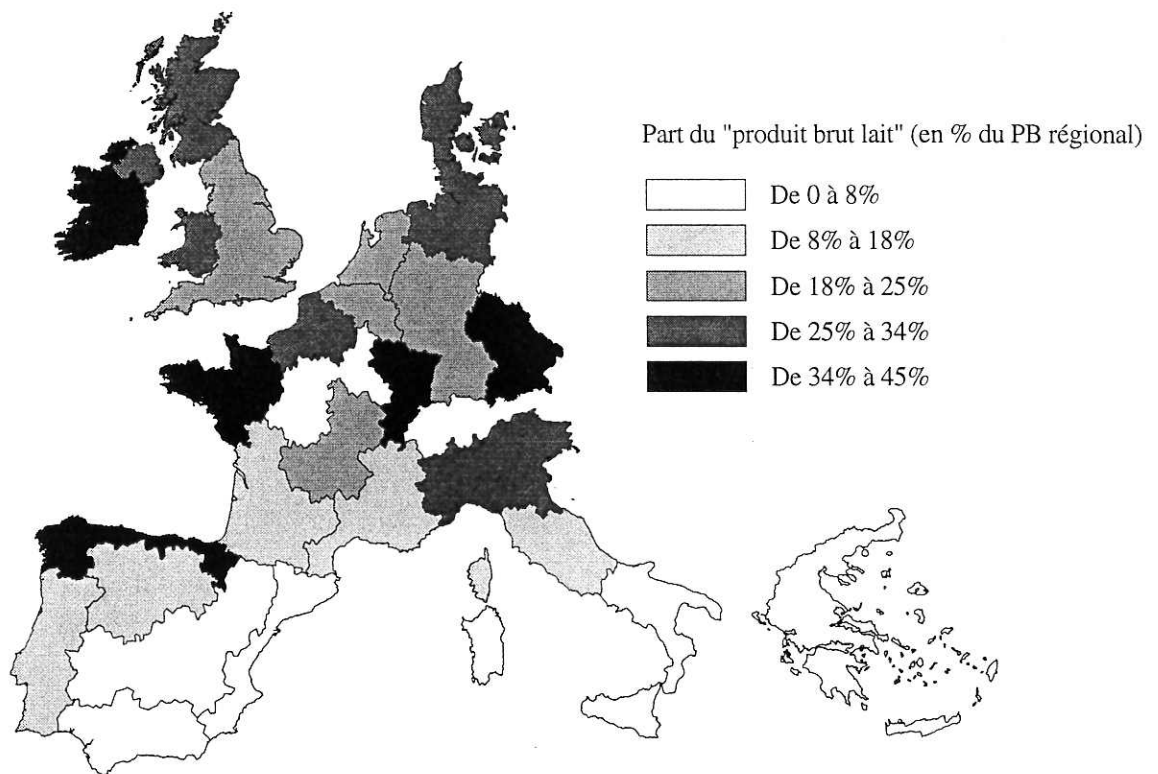 Part du "produit brut lait" (en % du PB régional)
De 0 à 8%
De 8% à 18%
De 18% à 25%
De 25% à 34%
De 34% à 45%